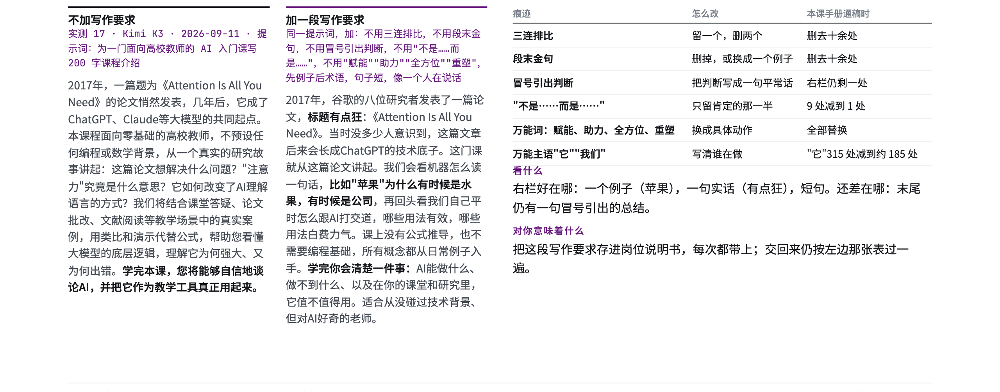 不加写作要求
实测 17 · Kimi K3 · 2026-09-11 · 提
示词：为一门面向高校教师的 AI 入门课写
200 字课程介绍
2017年，一篇题为《Attention Is All You
Need》的论文悄然发表，几年后，它成了
ChatGPT、Claude等大模型的共同起点。
本课程面向零基础的高校教师，不预设任
何编程或数学背景，从一个真实的研究故
事讲起：这篇论文想解决什么问题？"注意
力"究竟是什么意思？它如何改变了AI理解
语言的方式？我们将结合课堂答疑、论文
批改、文献阅读等教学场景中的真实案
例，用类比和演示代替公式，帮助您看懂
大模型的底层逻辑，理解它为何强大、又
为何出错。学完本课，您将能够自信地谈
论AI，并把它作为教学工具真正用起来。
加一段写作要求
同一提示词，加：不用三连排比，不用段末金
句，不用冒号引出判断，不用"不是……而
是……"，不用"赋能""助力""全方位""重塑"，
先例子后术语，句子短，像一个人在说话
2017年，谷歌的八位研究者发表了一篇论
文，标题有点狂：《Attention Is All You
Need》。当时没多少人意识到，这篇文章
后来会长成ChatGPT的技术底子。这门课
就从这篇论文讲起。我们会看机器怎么读
一句话，比如"苹果"为什么有时候是水
果，有时候是公司，再回头看我们自己平
时怎么跟AI打交道，哪些用法有效，哪些
用法白费力气。课上没有公式推导，也不
需要编程基础，所有概念都从日常例子入
手。学完你会清楚一件事：AI能做什么、
做不到什么、以及在你的课堂和研究里，
它值不值得用。适合从没碰过技术背景、
但对AI好奇的老师。
痕迹 怎么改 本课手册通稿时
三连排比 留一个，删两个 删去十余处
段末金句 删掉，或换成一个例子 删去十余处
冒号引出判断 把判断写成一句平常话 右栏仍剩一处
"不是……而是……" 只留肯定的那一半 9 处减到 1 处
万能词：赋能、助力、全方位、重塑 换成具体动作 全部替换
万能主语"它""我们" 写清谁在做 "它"315 处减到约 185 处
看什么
右栏好在哪：一个例子（苹果），一句实话（有点狂），短句。还差在哪：末尾
仍有一句冒号引出的总结。
对你意味着什么
把这段写作要求存进岗位说明书，每次都带上；交回来仍按左边那张表过一
遍。